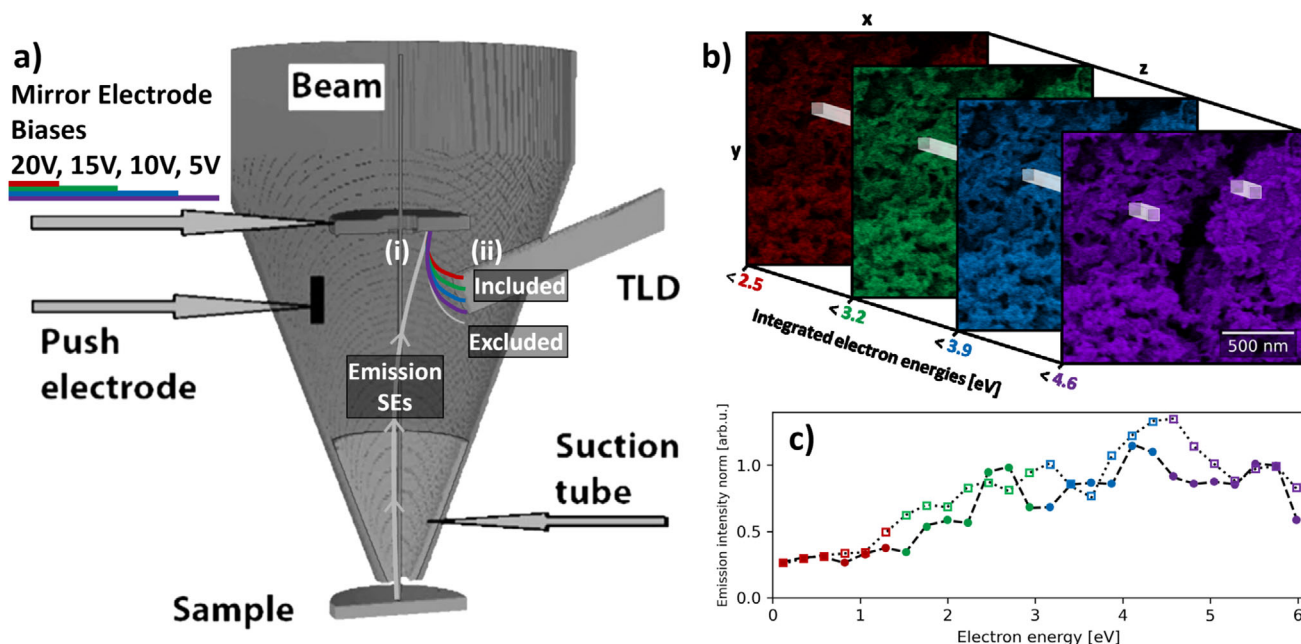 a)
Mirror Electrode
Biases
20V, 15V, 10V, 5V
Beam
(i)
(ii)
Included
Excluded
TLD
Push
electrode
Emission
SEs
Suction
tube
Sample
b)
x
y
z
< 2.5
< 3.2
< 3.9
< 4.6
Integrated electron energies [eV]
500 nm
c)
Emission intensity norm [arb.u.]
1.0
0.5
0.0
0 1 2 3 4 5 6
Electron energy [eV]